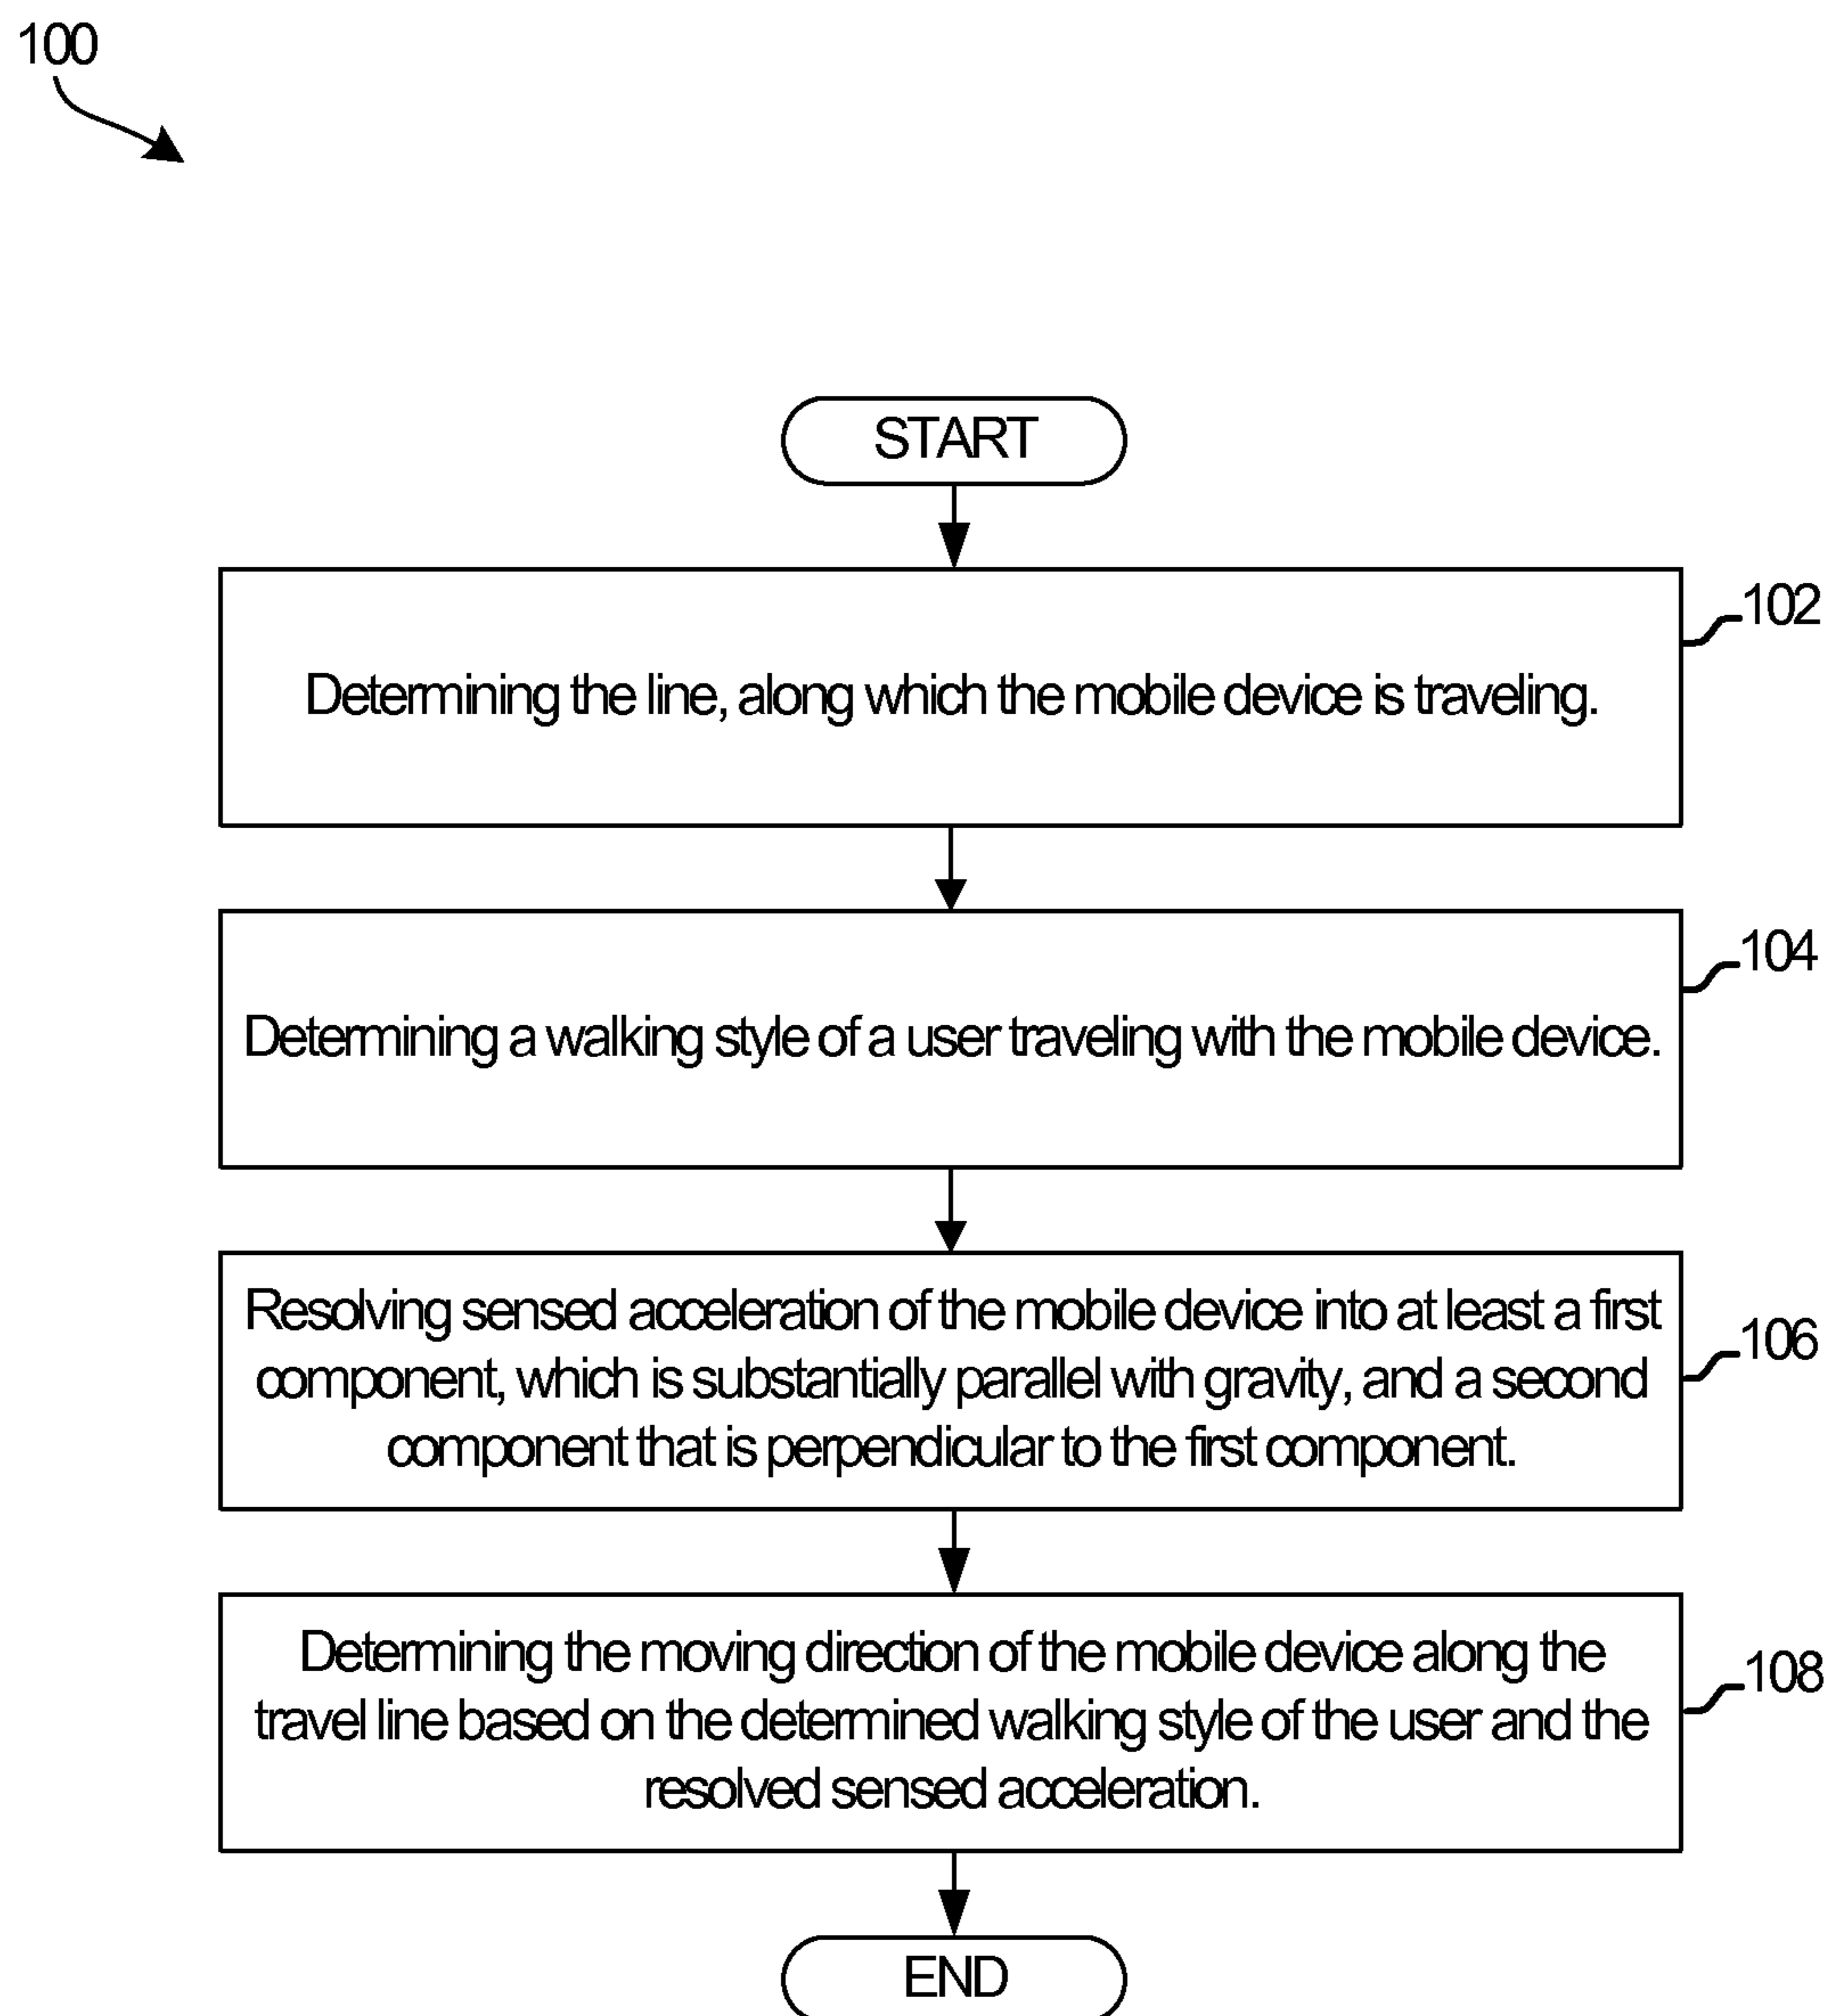 100
START
Determining the line, along which the mobile device is traveling.
102
Determining a walking style of a user traveling with the mobile device.
104
Resolving sensed acceleration of the mobile device into at least a first
component, which is substantially parallel with gravity, and a second
component that is perpendicular to the first component.
106
Determining the moving direction of the mobile device along the
travel line based on the determined walking style of the user and the
resolved sensed acceleration.
108
END